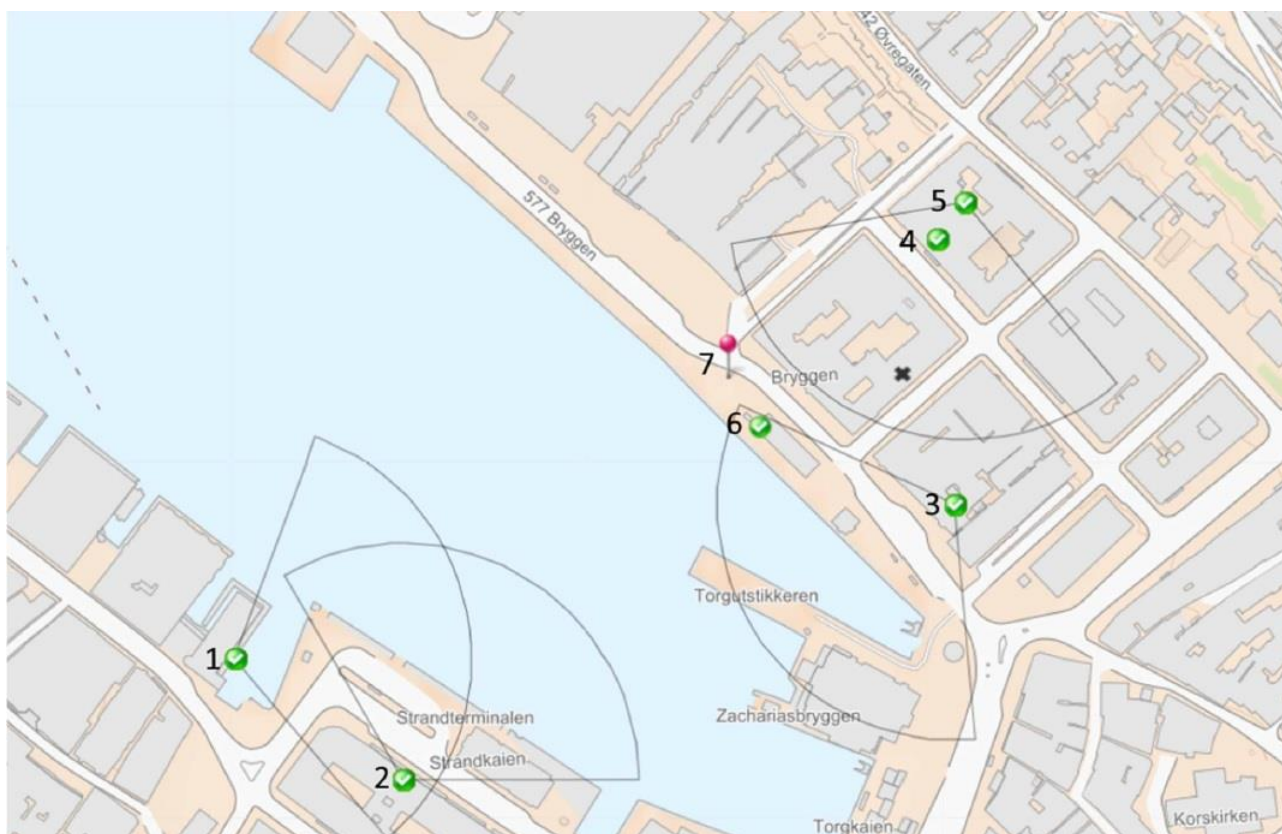 42 Øvregaten
577 Bryggen
5
4
7
Bryggen
6
3
Torgutstikkeren
1
Strandterminalen
Zachariasbryggen
Strandkaien
2
Torgkaien
Korskirken